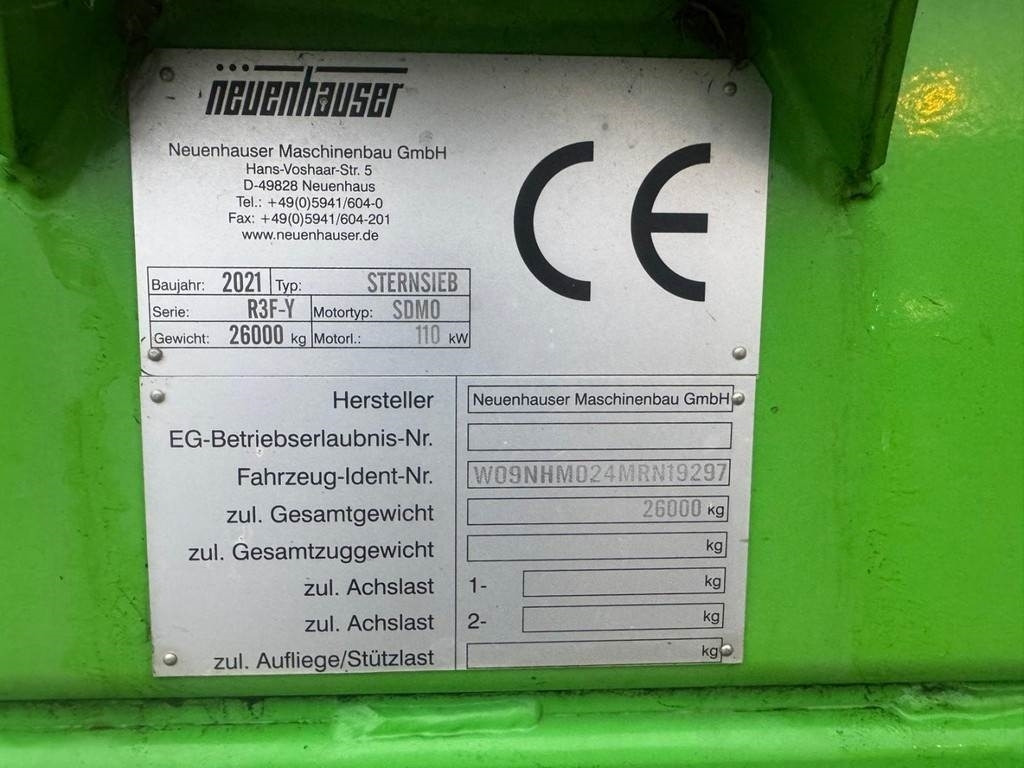 neuenhauser
Neuenhauser Maschinenbau GmbH
Hans-Voshaar-Str. 5
D-49828 Neuenhaus
Tel.: +49(0)5941/604-0
Fax: +49(0)5941/604-201
www.neuenhauser.de
CE
Baujahr: 2021 Typ: STERNSIEB
Serie: R3F-Y Motortyp: SDMO
Gewicht: 26000 kg Motorl.: 110 kW
Hersteller Neuenhauser Maschinenbau GmbH
EG-Betriebserlaubnis-Nr.
Fahrzeug-Ident-Nr. W09NHM024MRN19297
zul. Gesamtgewicht 26000 kg
zul. Gesamtzuggewicht kg
zul. Achslast 1- kg
zul. Achslast 2- kg
zul. Aufliege/Stützlast kg